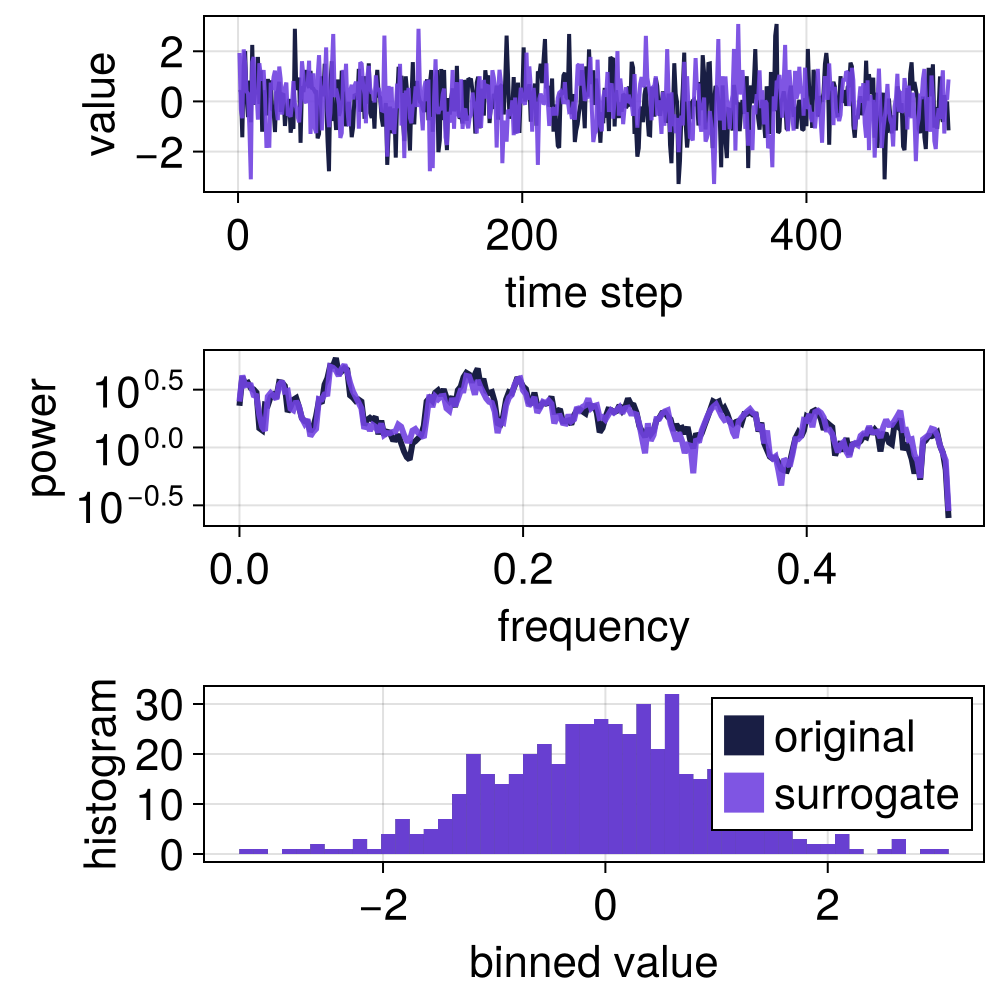 value
2
0
−2
0 200 400
time step
power
10^0.5
10^0.0
10^−0.5
0.0 0.2 0.4
frequency
histogram
30
20
10
0
original
surrogate
−2 0 2
binned value